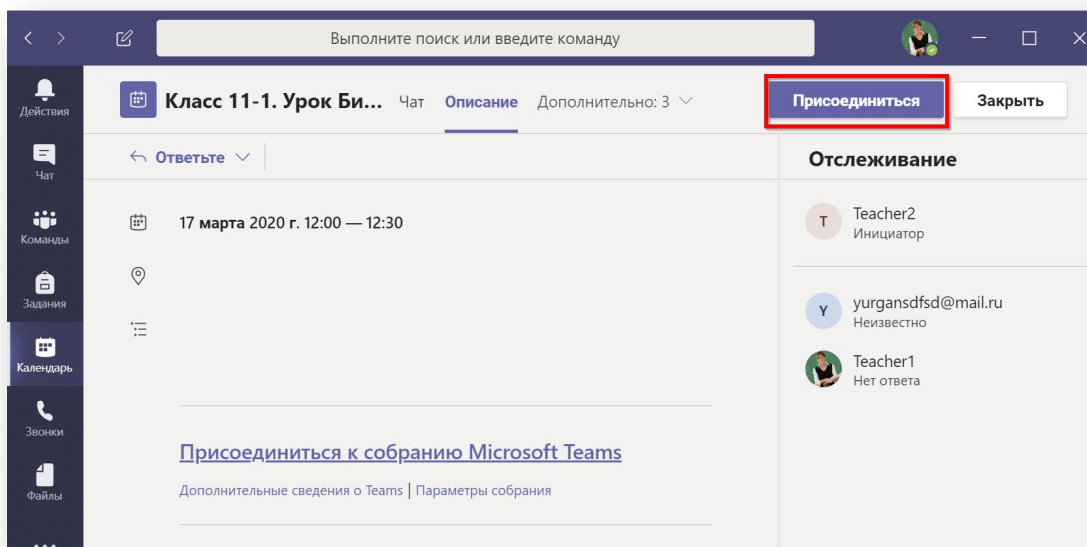 Выполните поиск или введите команду
Действия
Чат
Команды
Задания
Календарь
Звонки
Файлы
Класс 11-1. Урок Би... Чат Описание Дополнительно: 3
Присоединиться Закрыть
Ответьте
17 марта 2020 г. 12:00 — 12:30
Присоединиться к собранию Microsoft Teams
Дополнительные сведения о Teams | Параметры собрания
Отслеживание
T
Teacher2
Инициатор
Y
yurgansdfsd@mail.ru
Неизвестно
Teacher1
Нет ответа